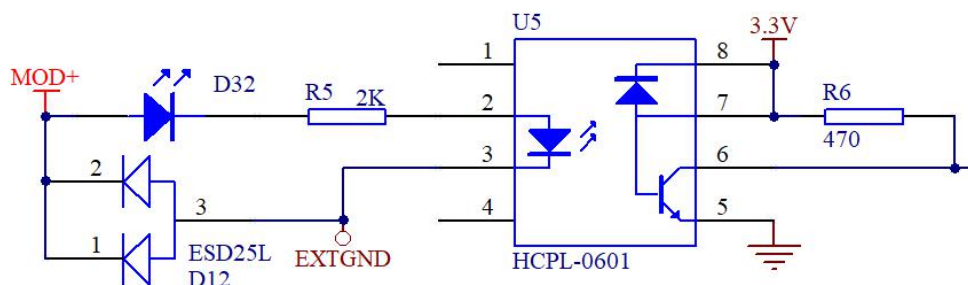 U5
3.3V
MOD+
D32
R5
2K
1
2
3
4
8
7
6
5
R6
470
2
1
3
ESD25L
D12
EXTGND
HCPL-0601